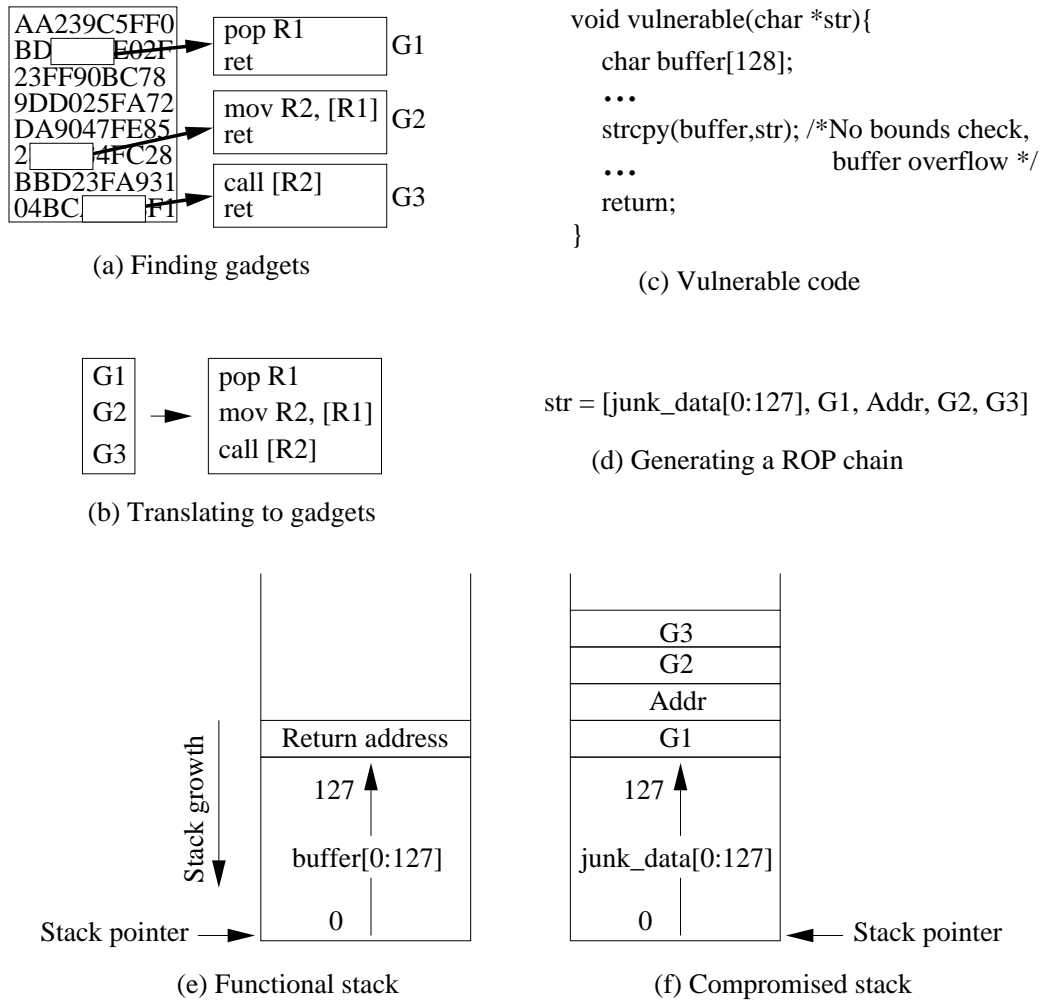 AA239C5FF0
BD E02F
23FF90BC78
9DD025FA72
DA9047FE85
2 4FC28
BBD23FA931
04BCA F1
pop R1
ret
G1
mov R2, [R1]
ret
G2
call [R2]
ret
G3
(a) Finding gadgets
void vulnerable(char *str){
char buffer[128];
...
strcpy(buffer,str); /*No bounds check,
buffer overflow */
...
return;
}
(c) Vulnerable code
G1
G2
G3
pop R1
mov R2, [R1]
call [R2]
(b) Translating to gadgets
str = [junk_data[0:127], G1, Addr, G2, G3]
(d) Generating a ROP chain
Return address
127
buffer[0:127]
0
Stack growth
Stack pointer
(e) Functional stack
G3
G2
Addr
G1
127
junk_data[0:127]
0
Stack pointer
(f) Compromised stack